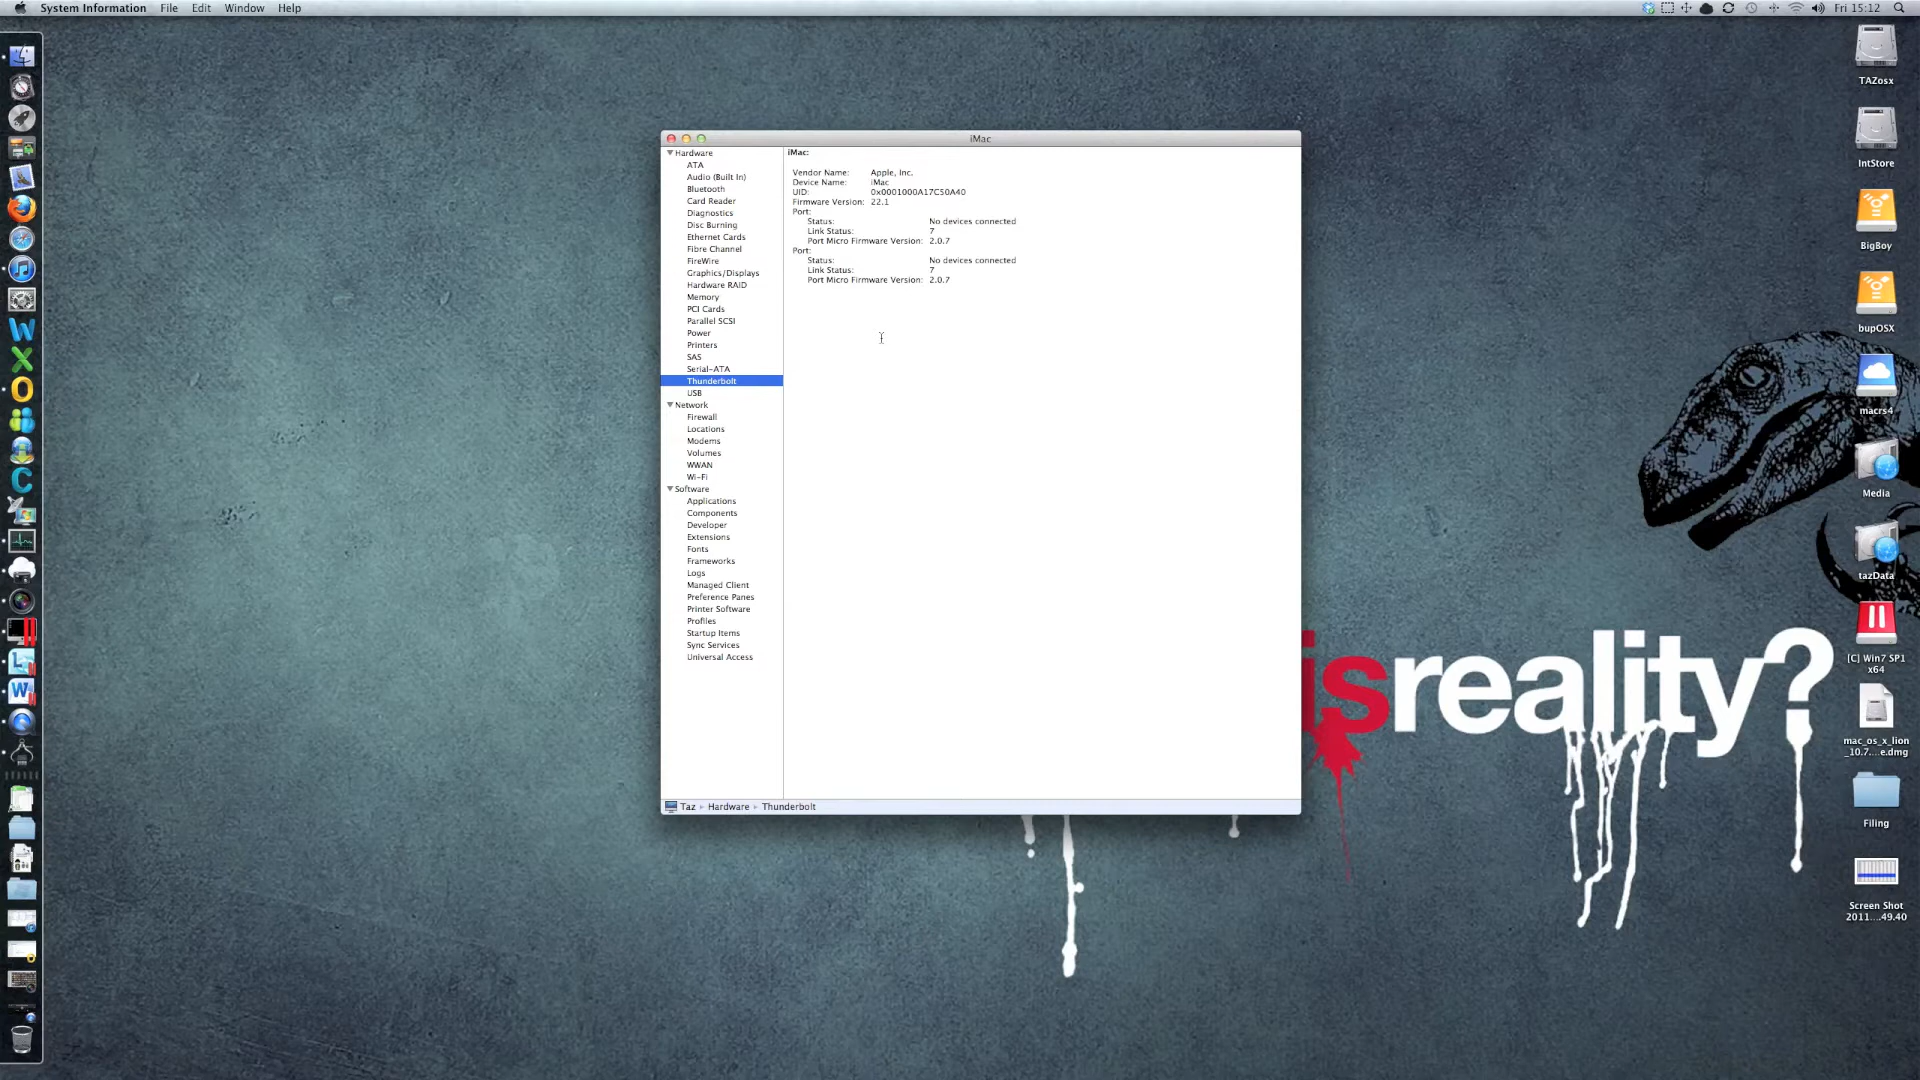 System Information File Edit Window Help
Fri 15:12
iMac
Hardware
ATA
Audio (Built In)
Bluetooth
Card Reader
Diagnostics
Disc Burning
Ethernet Cards
Fibre Channel
FireWire
Graphics/Displays
Hardware RAID
Memory
PCI Cards
Parallel SCSI
Power
Printers
SAS
Serial-ATA
Thunderbolt
USB
Network
Firewall
Locations
Modems
Volumes
WWAN
Wi-Fi
Software
Applications
Components
Developer
Extensions
Fonts
Frameworks
Logs
Managed Client
Preference Panes
Printer Software
Profiles
Startup Items
Sync Services
Universal Access
iMac:
Vendor Name: Apple, Inc.
Device Name: iMac
UID: 0x0001000A17C50A40
Firmware Version: 22.1
Port:
Status: No devices connected
Link Status: 7
Port Micro Firmware Version: 2.0.7
Port:
Status: No devices connected
Link Status: 7
Port Micro Firmware Version: 2.0.7
Taz Hardware Thunderbolt
TAZosx
IntStore
BigBoy
bupOSX
macrs4
Media
tazData
[C] Win7 SP1
x64
mac_os_x_lion
_10.7....e.dmg
Filing
Screen Shot
2011....49.40
isreality?